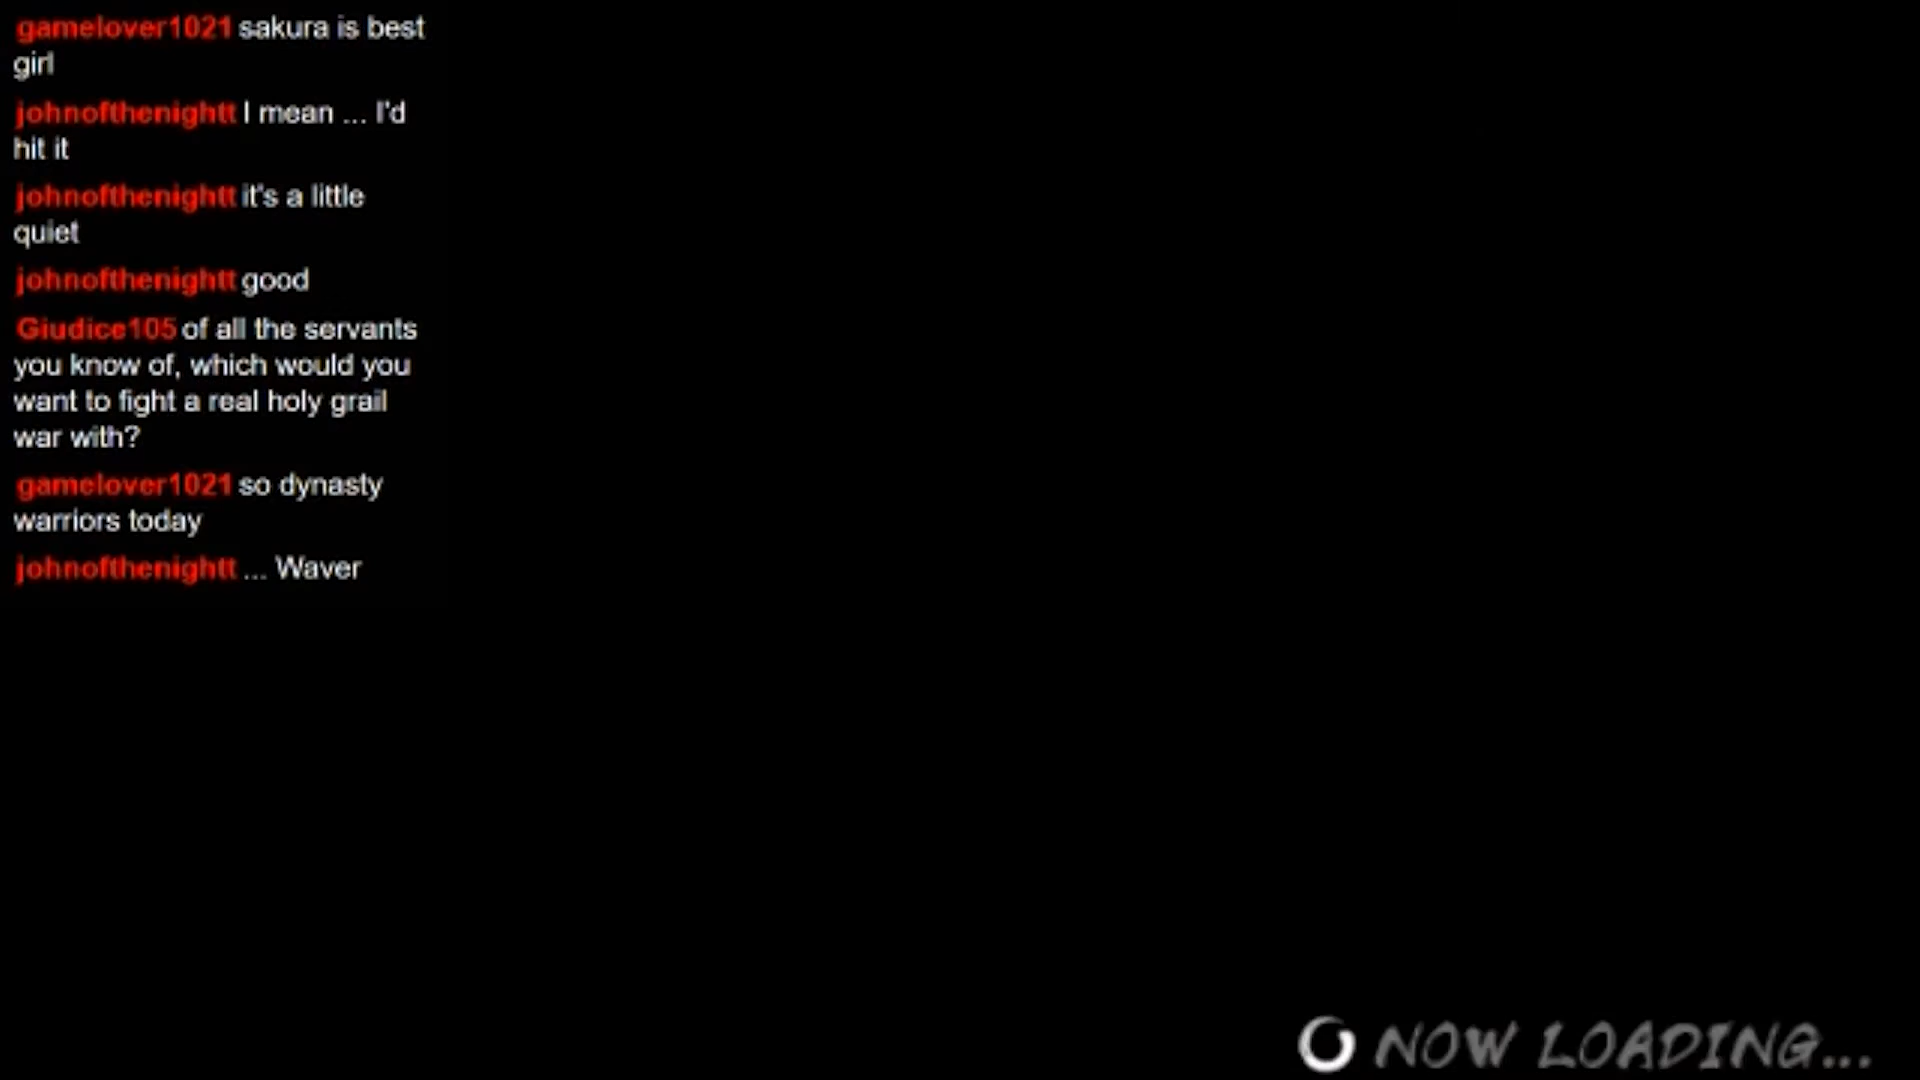 gamelover1021 sakura is best
girl
johnofthenightt I mean ... I'd
hit it
johnofthenightt it's a little
quiet
johnofthenightt good
Giudice105 of all the servants
you know of, which would you
want to fight a real holy grail
war with?
gamelover1021 so dynasty
warriors today
johnofthenightt ... Waver
NOW LOADING...